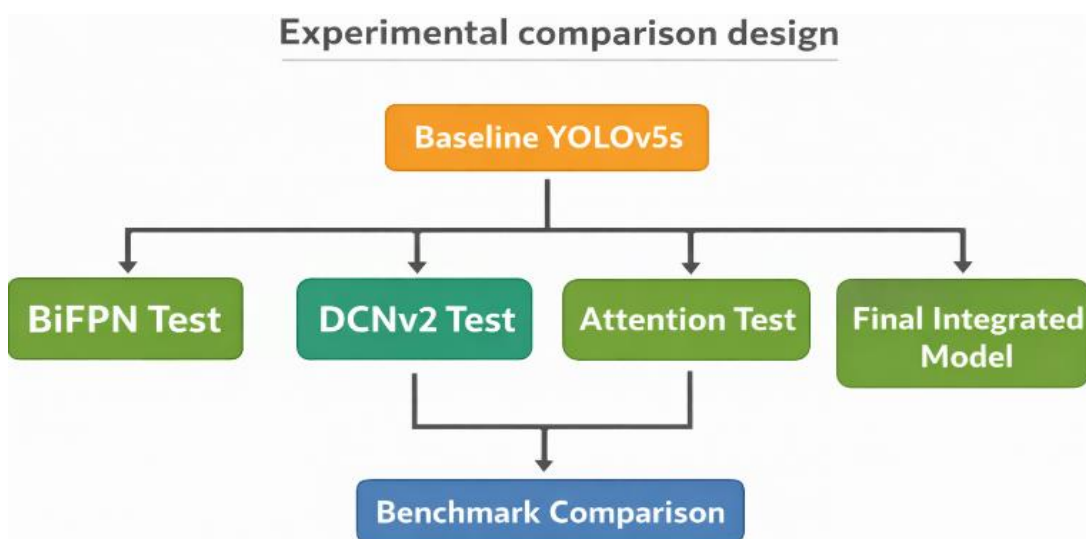 Experimental comparison design
Baseline YOLOv5s
BiFPN Test
DCNv2 Test
Attention Test
Final Integrated
Model
Benchmark Comparison